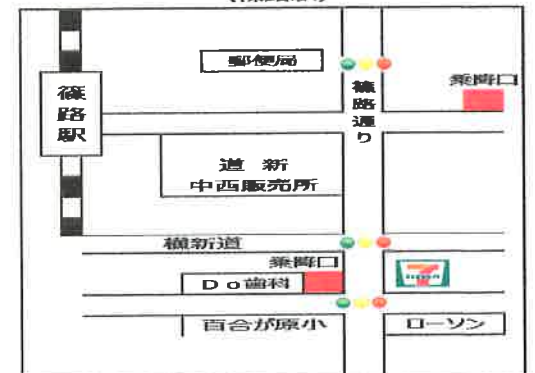 郵便局
乗降口
篠路駅
篠路通り
道新
中西販売所
横新道
乗降口
Do歯科
百合が原小
ローソン